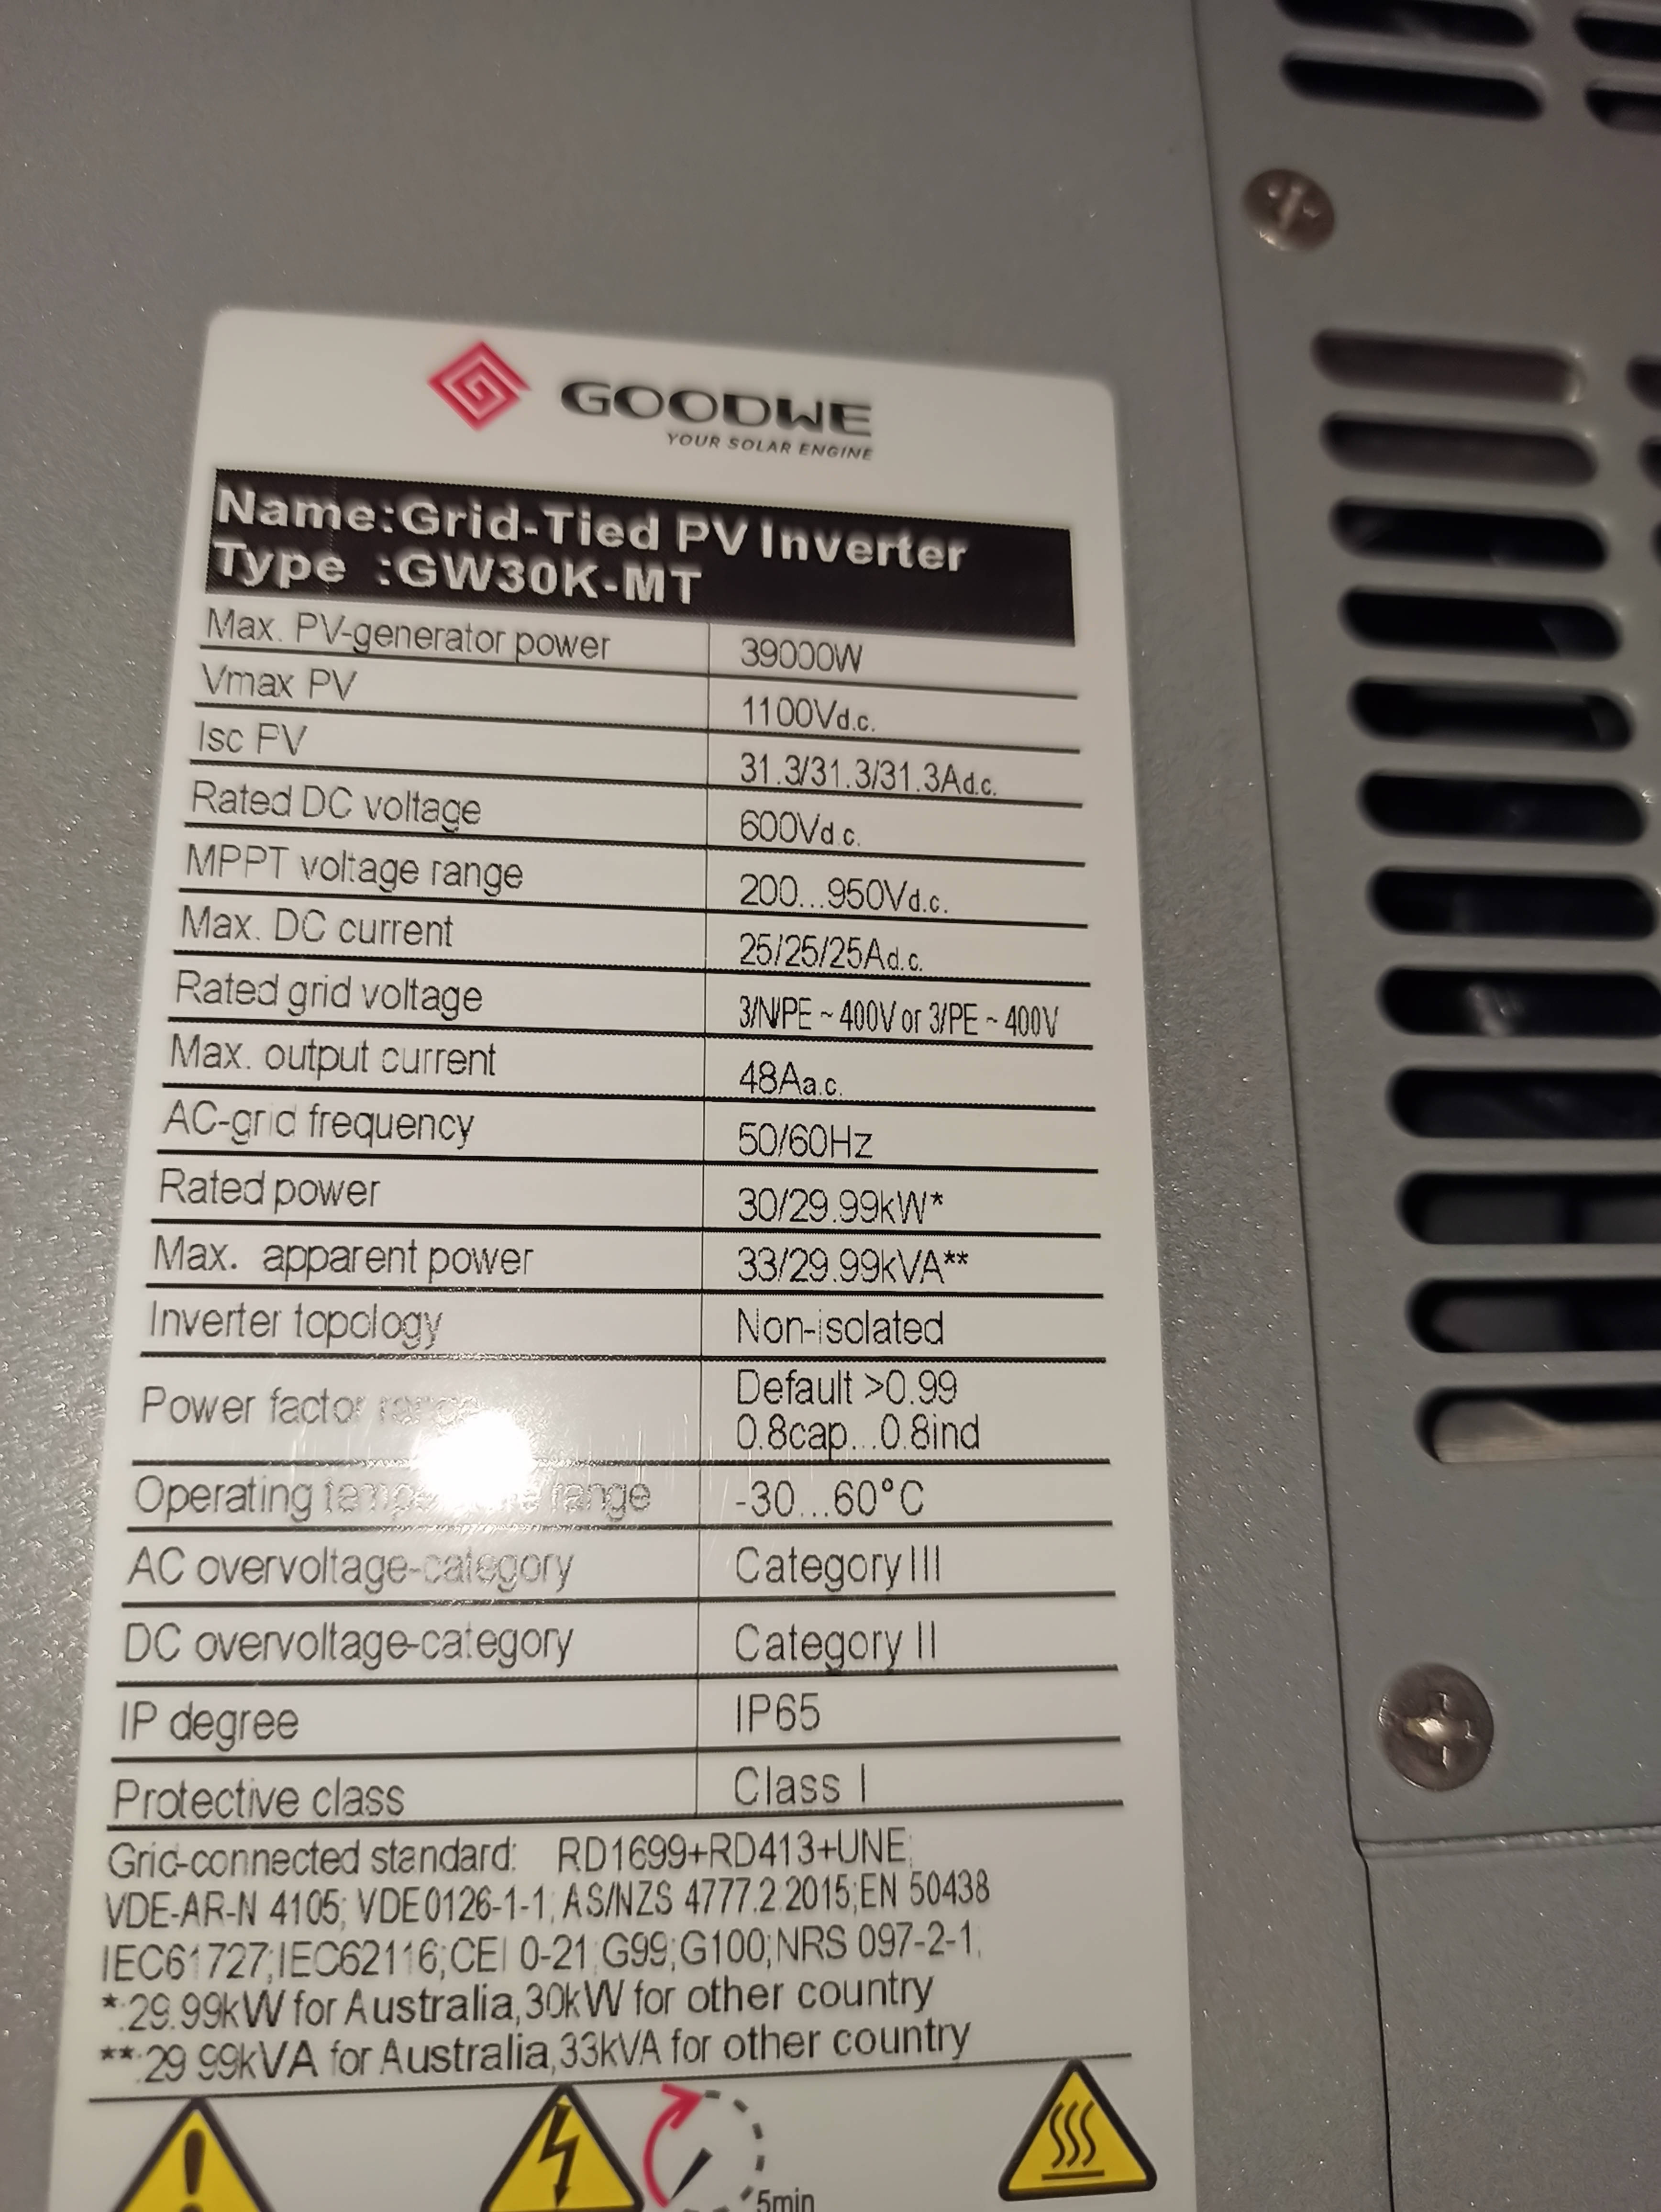 GOODWE
YOUR SOLAR ENGINE
Name:Grid-Tied PV Inverter
Type :GW30K-MT
Max. PV-generator power 39000W
Vmax PV 1100Vd.c.
Isc PV 31.3/31.3/31.3Ad.c.
Rated DC voltage 600Vd.c.
MPPT voltage range 200...950Vd.c.
Max. DC current 25/25/25Ad.c.
Rated grid voltage 3/N/PE ~ 400V or 3/PE ~ 400V
Max. output current 48Aa.c.
AC-grid frequency 50/60Hz
Rated power 30/29.99kW*
Max. apparent power 33/29.99kVA**
Inverter topology Non-isolated
Power factor range Default >0.99
0.8cap...0.8ind
Operating temperature range -30...60°C
AC overvoltage-category Category III
DC overvoltage-category Category II
IP degree IP65
Protective class Class I
Grid-connected standard: RD1699+RD413+UNE;
VDE-AR-N 4105; VDE0126-1-1; AS/NZS 4777.2:2015;EN 50438
IEC61727;IEC62116;CEI 0-21;G99;G100;NRS 097-2-1;
*:29.99kW for Australia,30kW for other country
**:29.99kVA for Australia,33kVA for other country
5min